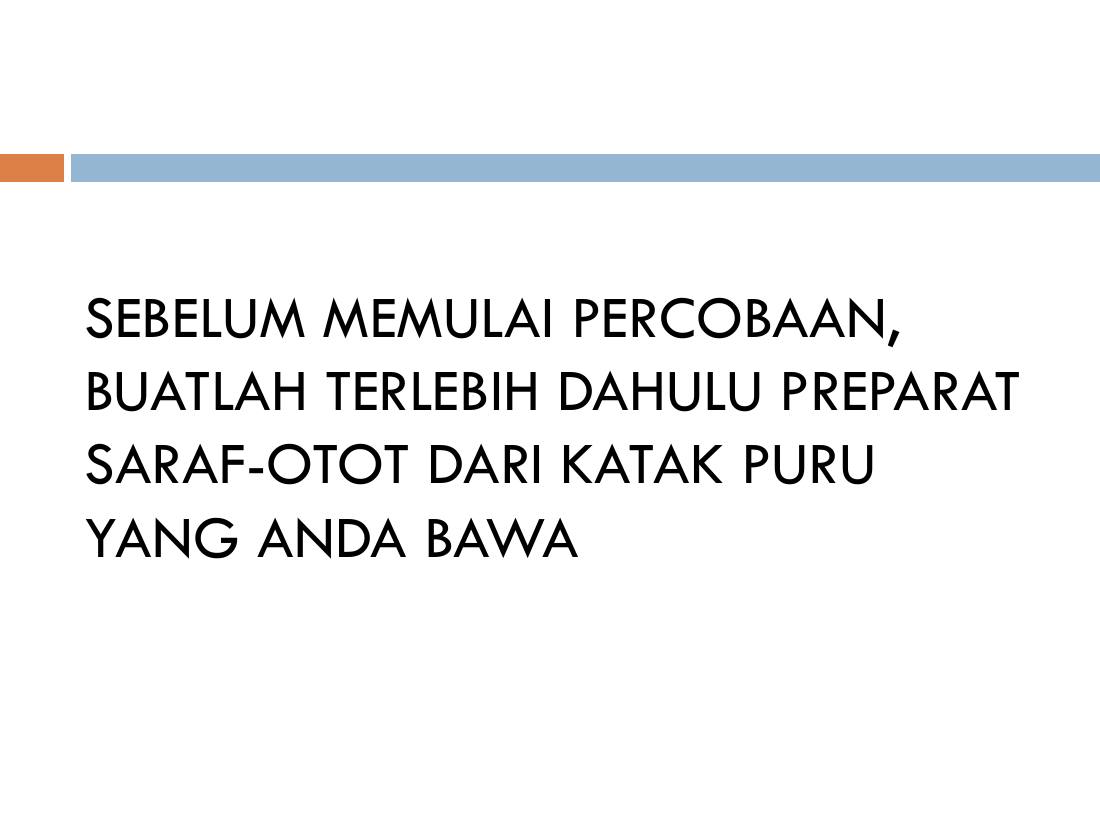 SEBELUM MEMULAI PERCOBAAN,
BUATLAH TERLEBIH DAHULU PREPARAT
SARAF-OTOT DARI KATAK PURU
YANG ANDA BAWA